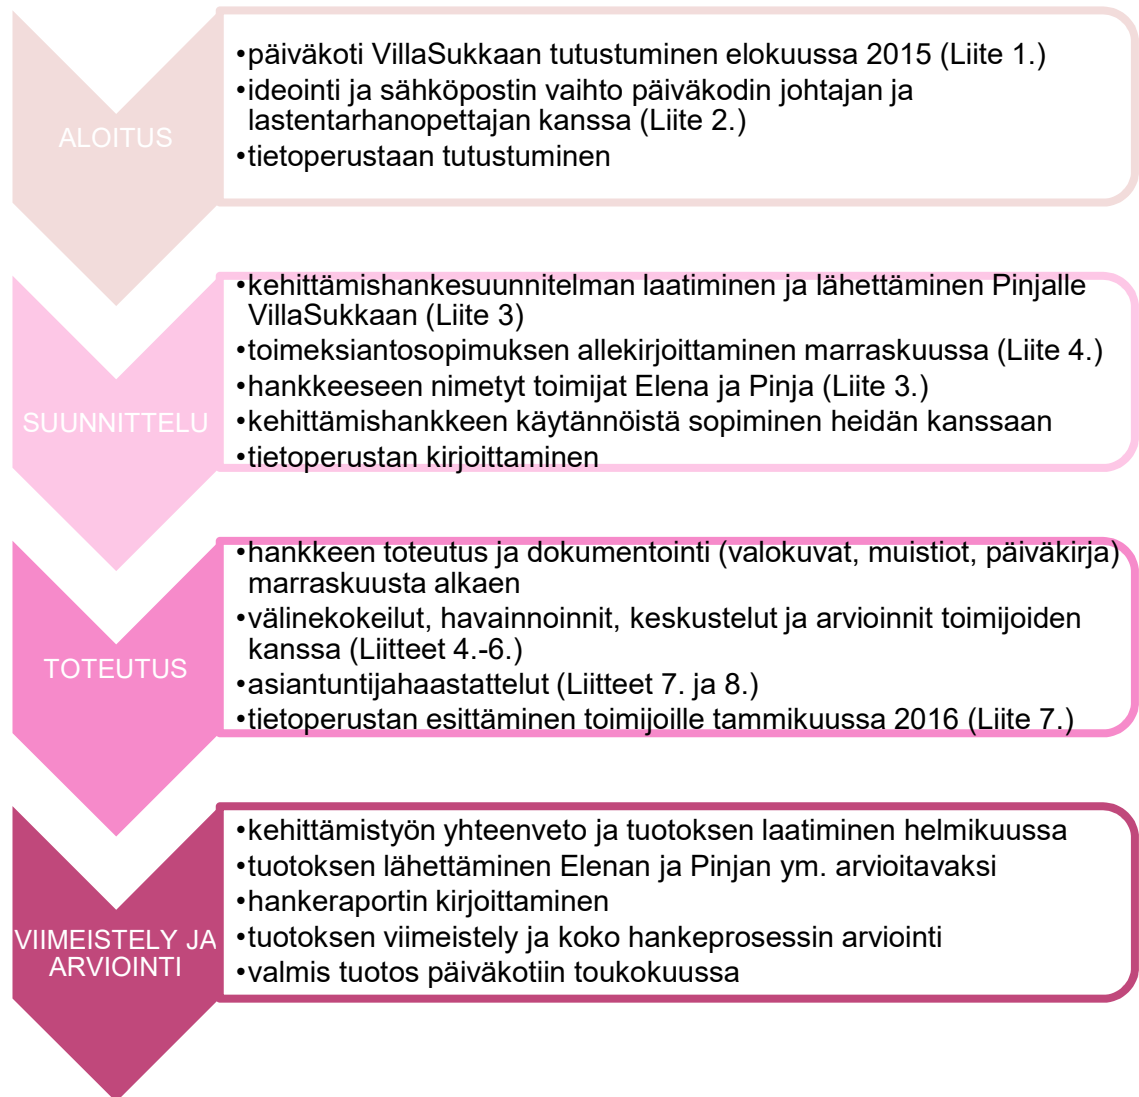 ALOITUS
•päiväkoti VillaSukkaan tutustuminen elokuussa 2015 (Liite 1.)
•ideointi ja sähköpostin vaihto päiväkodin johtajan ja
lastentarhanopettajan kanssa (Liite 2.)
•tietoperustaan tutustuminen
SUUNNITTELU
•kehittämishankesuunnitelman laatiminen ja lähettäminen Pinjalle
VillaSukkaan (Liite 3)
•toimeksiantosopimuksen allekirjoittaminen marraskuussa (Liite 4.)
•hankkeeseen nimetyt toimijat Elena ja Pinja (Liite 3.)
•kehittämishankkeen käytännöistä sopiminen heidän kanssaan
•tietoperustan kirjoittaminen
TOTEUTUS
•hankkeen toteutus ja dokumentointi (valokuvat, muistiot, päiväkirja)
marraskuusta alkaen
•välinekokeilut, havainnoinnit, keskustelut ja arvioinnit toimijoiden
kanssa (Liitteet 4.-6.)
•asiantuntijahaastattelut (Liitteet 7. ja 8.)
•tietoperustan esittäminen toimijoille tammikuussa 2016 (Liite 7.)
VIIMEISTELY JA
ARVIOINTI
•kehittämistyön yhteenveto ja tuotoksen laatiminen helmikuussa
•tuotoksen lähettäminen Elenan ja Pinjan ym. arvioitavaksi
•hankeraportin kirjoittaminen
•tuotoksen viimeistely ja koko hankeprosessin arviointi
•valmis tuotos päiväkotiin toukokuussa